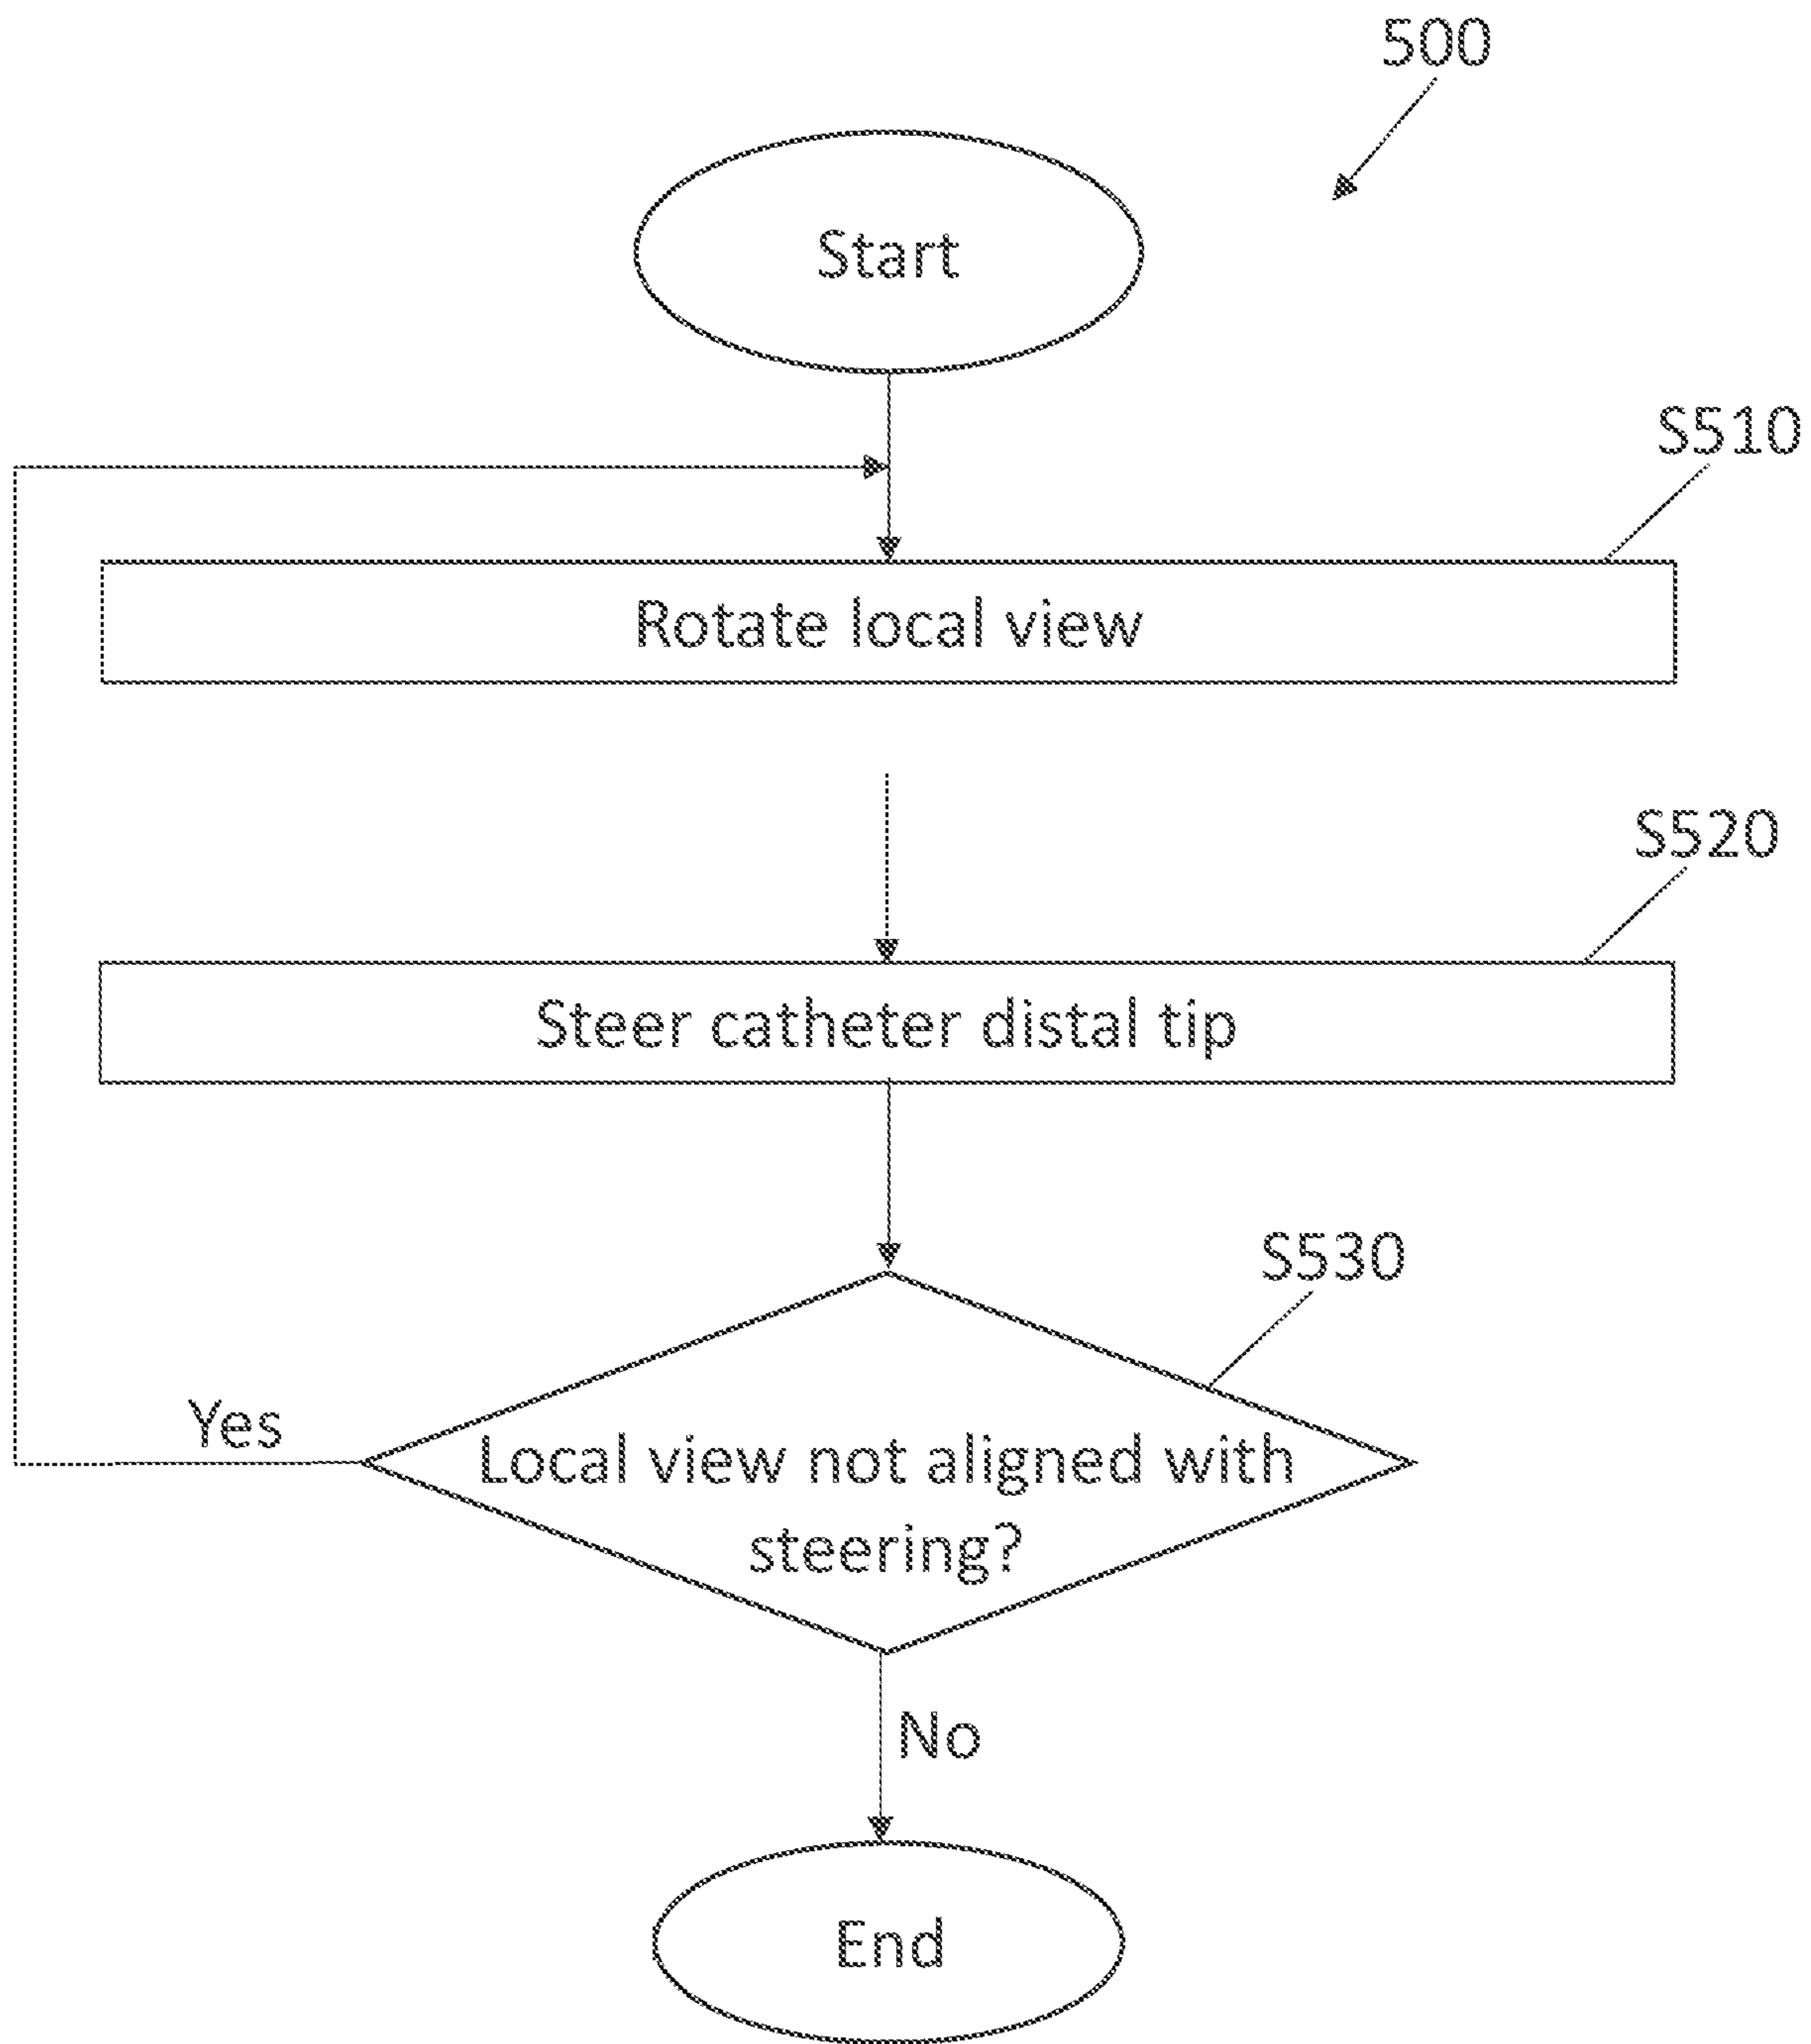 500
Start
S510
Rotate local view
S520
Steer catheter distal tip
S530
Yes
Local view not aligned with
steering?
No
End